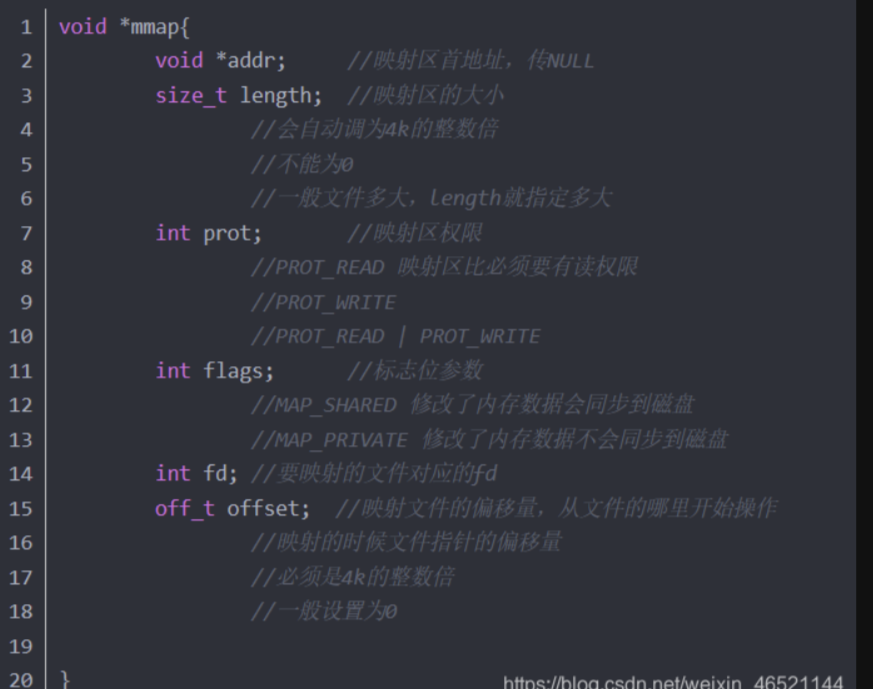 1 void *mmap{
2 void *addr; //映射区首地址，传NULL
3 size_t length; //映射区的大小
4 //会自动调为4k的整数倍
5 //不能为0
6 //一般文件多大，length就指定多大
7 int prot; //映射区权限
8 //PROT_READ 映射区比必须要有读权限
9 //PROT_WRITE
10 //PROT_READ | PROT_WRITE
11 int flags; //标志位参数
12 //MAP_SHARED 修改了内存数据会同步到磁盘
13 //MAP_PRIVATE 修改了内存数据不会同步到磁盘
14 int fd; //要映射的文件对应的fd
15 off_t offset; //映射文件的偏移量，从文件的哪里开始操作
16 //映射的时候文件指针的偏移量
17 //必须是4k的整数倍
18 //一般设置为0
19
20 }
https://blog.csdn.net/weixin_46521144